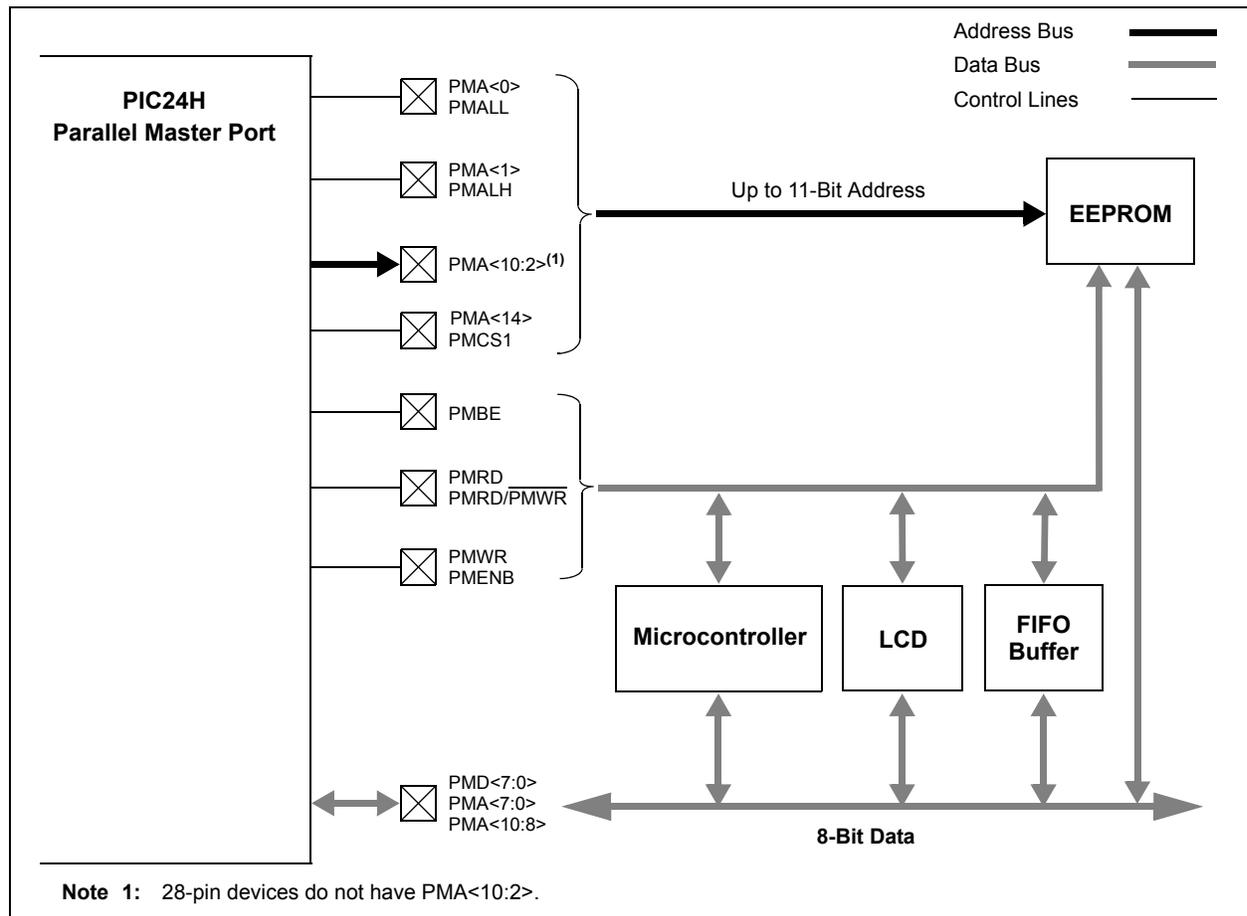 Address Bus
Data Bus
Control Lines
PIC24H
Parallel Master Port
PMA<0>
PMALL
PMA<1>
PMALH
Up to 11-Bit Address
EEPROM
PMA<10:2>(1)
PMA<14>
PMCS1
PMBE
PMRD
PMRD/PMWR
PMWR
PMENB
Microcontroller
LCD
FIFO
Buffer
PMD<7:0>
PMA<7:0>
PMA<10:8>
8-Bit Data
Note 1: 28-pin devices do not have PMA<10:2>.